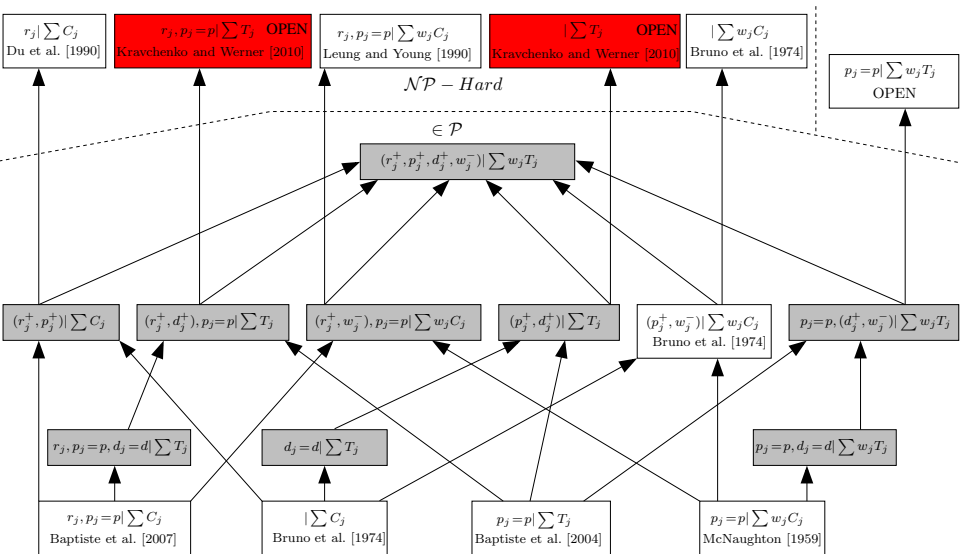 r_j|∑C_j
Du et al. [1990]
r_j, p_j=p|∑T_j OPEN
Kravchenko and Werner [2010]
r_j, p_j=p|∑w_jC_j
Leung and Young [1990]
|∑T_j OPEN
Kravchenko and Werner [2010]
|∑w_jC_j
Bruno et al. [1974]
p_j=p|∑w_jT_j
OPEN
𝒩𝒫 − Hard
∈ 𝒫
(r_j^+, p_j^+, d_j^+, w_j^-)|∑w_jT_j
(r_j^+, p_j^+)|∑C_j
(r_j^+, d_j^+), p_j=p|∑T_j
(r_j^+, w_j^-), p_j=p|∑w_jC_j
(p_j^+, d_j^+)|∑T_j
(p_j^+, w_j^-)|∑w_jC_j
Bruno et al. [1974]
p_j=p, (d_j^+, w_j^-)|∑w_jT_j
r_j, p_j=p, d_j=d|∑T_j
d_j=d|∑T_j
p_j=p, d_j=d|∑w_jT_j
r_j, p_j=p|∑C_j
Baptiste et al. [2007]
|∑C_j
Bruno et al. [1974]
p_j=p|∑T_j
Baptiste et al. [2004]
p_j=p|∑w_jC_j
McNaughton [1959]